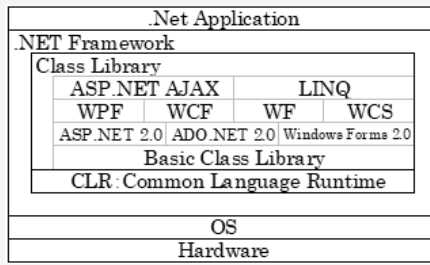 .Net Application
.NET Framework
Class Library
ASP.NET AJAX LINQ
WPF WCF WF WCS
ASP.NET 2.0 ADO.NET 2.0 Windows Forms 2.0
Basic Class Library
CLR:Common Language Runtime
OS
Hardware